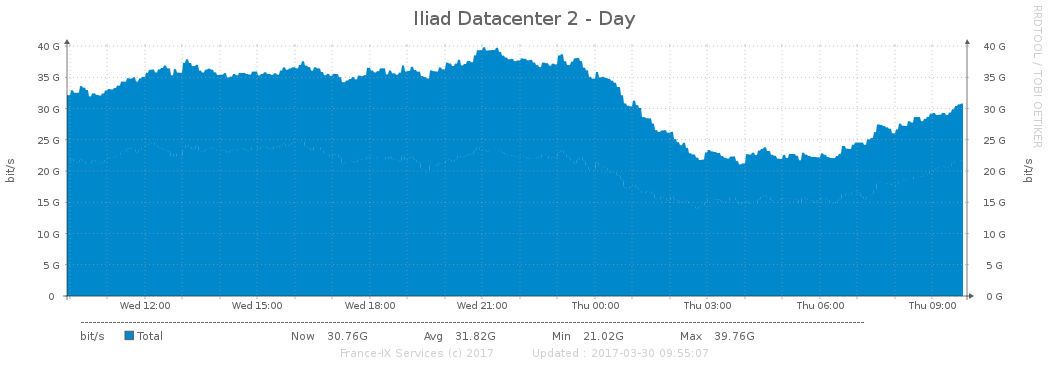 Iliad Datacenter 2 - Day
RRDTOOL / TOBI OETIKER
40 G 40 G
35 G 35 G
30 G 30 G
25 G 25 G
20 G 20 G
15 G 15 G
10 G 10 G
5 G 5 G
0 0 G
bit/s bit/s
Wed 12:00 Wed 15:00 Wed 18:00 Wed 21:00 Thu 00:00 Thu 03:00 Thu 06:00 Thu 09:00
bit/s Total Now 30.76G Avg 31.82G Min 21.02G Max 39.76G
France-IX Services (c) 2017 Updated : 2017-03-30 09:55:07